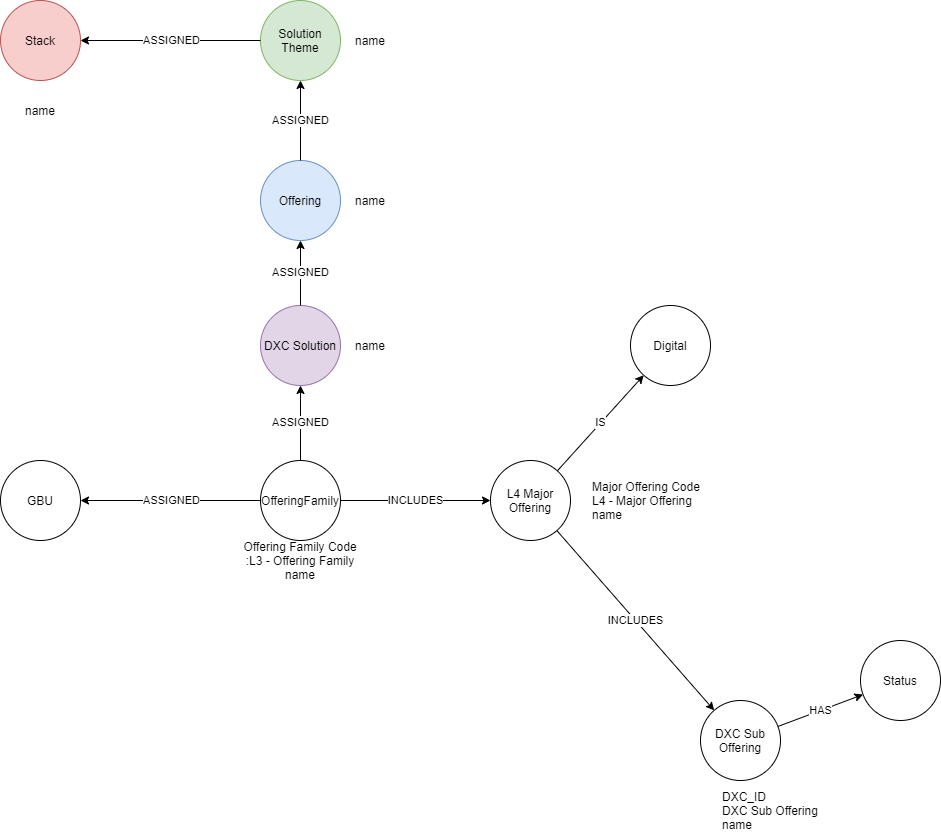 Stack
ASSIGNED
Solution
Theme
name
name
ASSIGNED
Offering
name
ASSIGNED
DXC Solution
name
Digital
ASSIGNED
IS
GBU
ASSIGNED
OfferingFamily
INCLUDES
L4 Major
Offering
Major Offering Code
L4 - Major Offering
name
Offering Family Code
:L3 - Offering Family
name
INCLUDES
Status
HAS
DXC Sub
Offering
DXC_ID
DXC Sub Offering
name